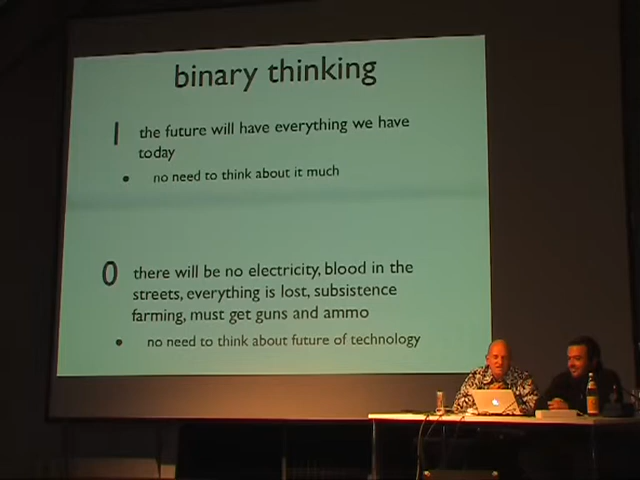 binary thinking
1 the future will have everything we have
today
• no need to think about it much
0 there will be no electricity, blood in the
streets, everything is lost, subsistence
farming, must get guns and ammo
• no need to think about future of technology